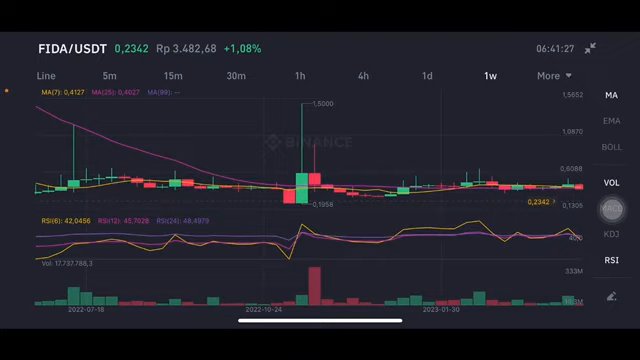 FIDA/USDT 0,2342 Rp 3.482,68 +1,08% 06:41:27
Line 5m 15m 30m 1h 4h 1d 1w More
MA(7): 0,4127 MA(25): 0,4027 MA(99): --
1,5652
MA
1,5000
EMA
1,0870
BINANCE
BOLL
0,6088
VOL
0,2342
0,1958
0,1305
MACD
RSI(6): 42,0456 RSI(12): 45,7028 RSI(24): 48,4979
KDJ
Vol: 17.737.788,3
RSI
333M
2022-07-18 2022-10-24 2023-01-30